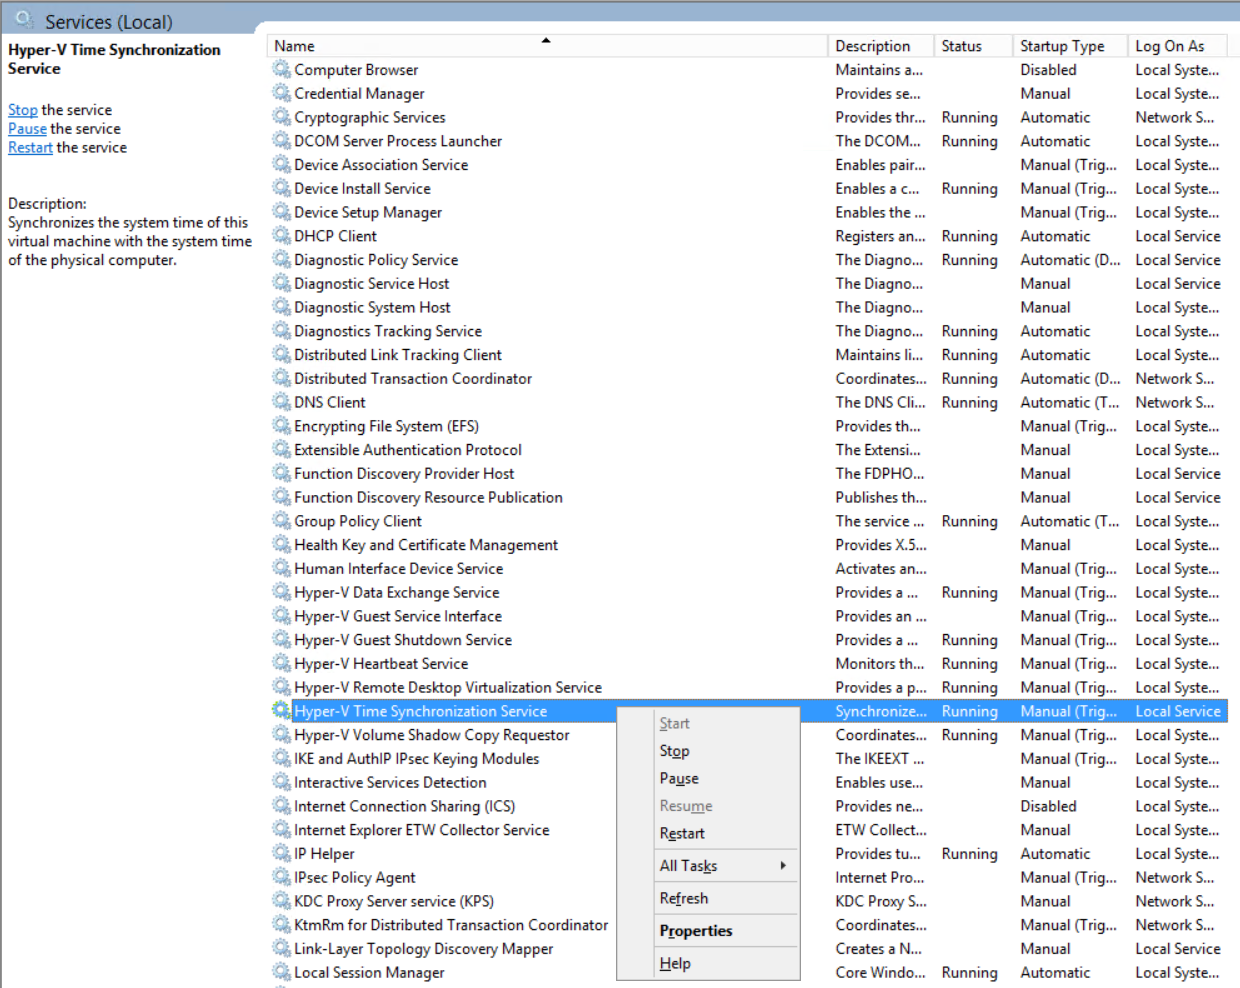 Services (Local)
Hyper-V Time Synchronization
Service
Stop the service
Pause the service
Restart the service
Description:
Synchronizes the system time of this
virtual machine with the system time
of the physical computer.
Name Description Status Startup Type Log On As
Computer Browser Maintains a... Disabled Local Syste...
Credential Manager Provides se... Manual Local Syste...
Cryptographic Services Provides thr... Running Automatic Network S...
DCOM Server Process Launcher The DCOM... Running Automatic Local Syste...
Device Association Service Enables pair... Manual (Trig... Local Syste...
Device Install Service Enables a c... Running Manual (Trig... Local Syste...
Device Setup Manager Enables the ... Manual (Trig... Local Syste...
DHCP Client Registers an... Running Automatic Local Service
Diagnostic Policy Service The Diagno... Running Automatic (D... Local Service
Diagnostic Service Host The Diagno... Manual Local Service
Diagnostic System Host The Diagno... Manual Local Syste...
Diagnostics Tracking Service The Diagno... Running Automatic Local Syste...
Distributed Link Tracking Client Maintains li... Running Automatic Local Syste...
Distributed Transaction Coordinator Coordinates... Running Automatic (D... Network S...
DNS Client The DNS Cli... Running Automatic (T... Network S...
Encrypting File System (EFS) Provides th... Manual (Trig... Local Syste...
Extensible Authentication Protocol The Extensi... Manual Local Syste...
Function Discovery Provider Host The FDPHO... Manual Local Service
Function Discovery Resource Publication Publishes th... Manual Local Service
Group Policy Client The service ... Running Automatic (T... Local Syste...
Health Key and Certificate Management Provides X.5... Manual Local Syste...
Human Interface Device Service Activates an... Manual (Trig... Local Syste...
Hyper-V Data Exchange Service Provides a ... Running Manual (Trig... Local Syste...
Hyper-V Guest Service Interface Provides an ... Manual (Trig... Local Syste...
Hyper-V Guest Shutdown Service Provides a ... Running Manual (Trig... Local Syste...
Hyper-V Heartbeat Service Monitors th... Running Manual (Trig... Local Syste...
Hyper-V Remote Desktop Virtualization Service Provides a p... Running Manual (Trig... Local Syste...
Hyper-V Time Synchronization Service Synchronize... Running Manual (Trig... Local Service
Hyper-V Volume Shadow Copy Requestor Coordinates... Running Manual (Trig... Local Syste...
IKE and AuthIP IPsec Keying Modules The IKEEXT ... Manual (Trig... Local Syste...
Interactive Services Detection Enables use... Manual Local Syste...
Internet Connection Sharing (ICS) Provides ne... Disabled Local Syste...
Internet Explorer ETW Collector Service ETW Collect... Manual Local Syste...
IP Helper Provides tu... Running Automatic Local Syste...
IPsec Policy Agent Internet Pro... Manual (Trig... Network S...
KDC Proxy Server service (KPS) KDC Proxy S... Manual Network S...
KtmRm for Distributed Transaction Coordinator Coordinates... Manual (Trig... Network S...
Link-Layer Topology Discovery Mapper Creates a N... Manual Local Service
Local Session Manager Core Windo... Running Automatic Local Syste...
Start
Stop
Pause
Resume
Restart
All Tasks
Refresh
Properties
Help